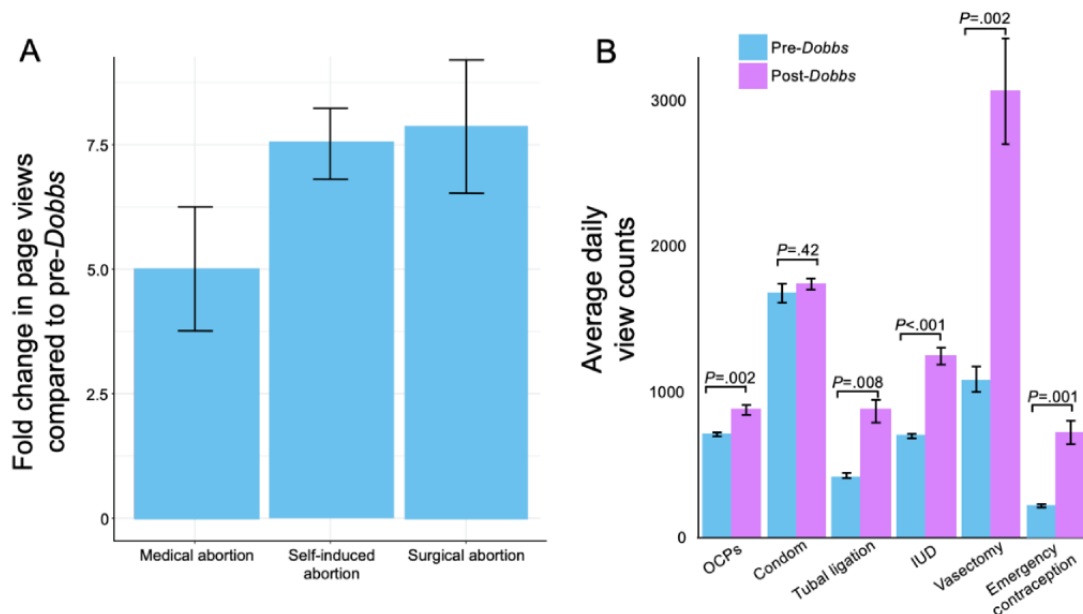 A
Fold change in page views
compared to pre-Dobbs
7.5
5.0
2.5
0
Medical abortion
Self-induced
abortion
Surgical abortion
B
Pre-Dobbs
Post-Dobbs
Average daily
view counts
3000
2000
1000
0
P=.002
P=.42
P=.008
P<.001
P=.002
P=.001
OCPs
Condom
Tubal ligation
IUD
Vasectomy
Emergency
contraception